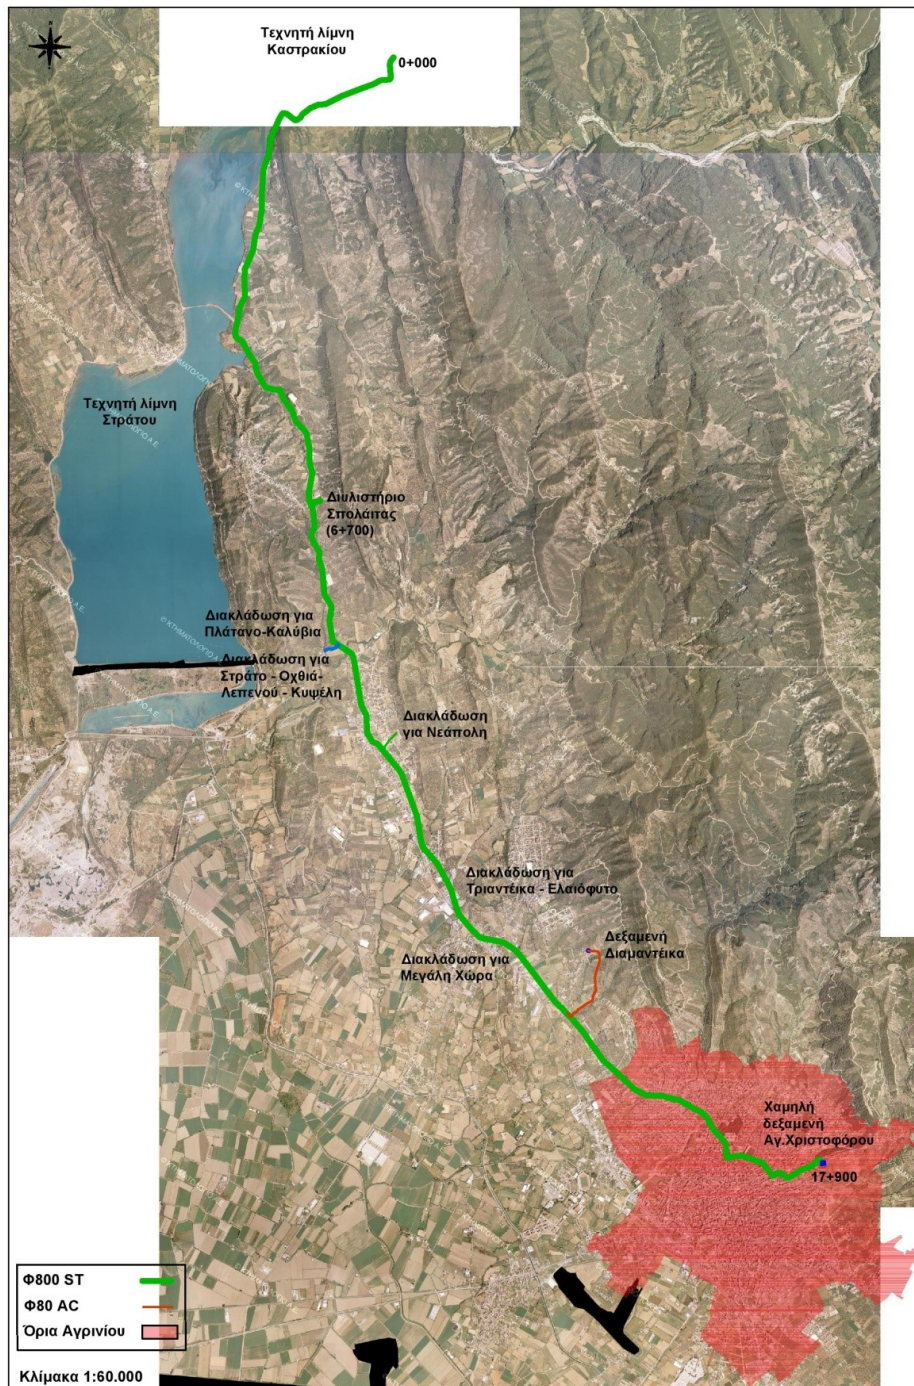 N
Τεχνητή λίμνη
Καστρακίου
0+000
© ΚΤΗΜΑΤΟΛΟΓΙΟ Α.Ε.
Τεχνητή λίμνη
Στράτου
Διυλιστήριο
Σπολάιτας
(6+700)
Διακλάδωση για
Πλάτανο-Καλύβια
Διακλάδωση για
Στράτο - Οχθιά-
Λεπενού - Κυψέλη
Διακλάδωση
για Νεάπολη
Διακλάδωση για
Τριαντέικα - Ελαιόφυτο
Διακλάδωση για
Μεγάλη Χώρα
Δεξαμενή
Διαμαντέικα
Χαμηλή
δεξαμενή
Αγ.Χριστοφόρου
17+900
Φ800 ST
Φ80 AC
Όρια Αγρινίου
Κλίμακα 1:60.000